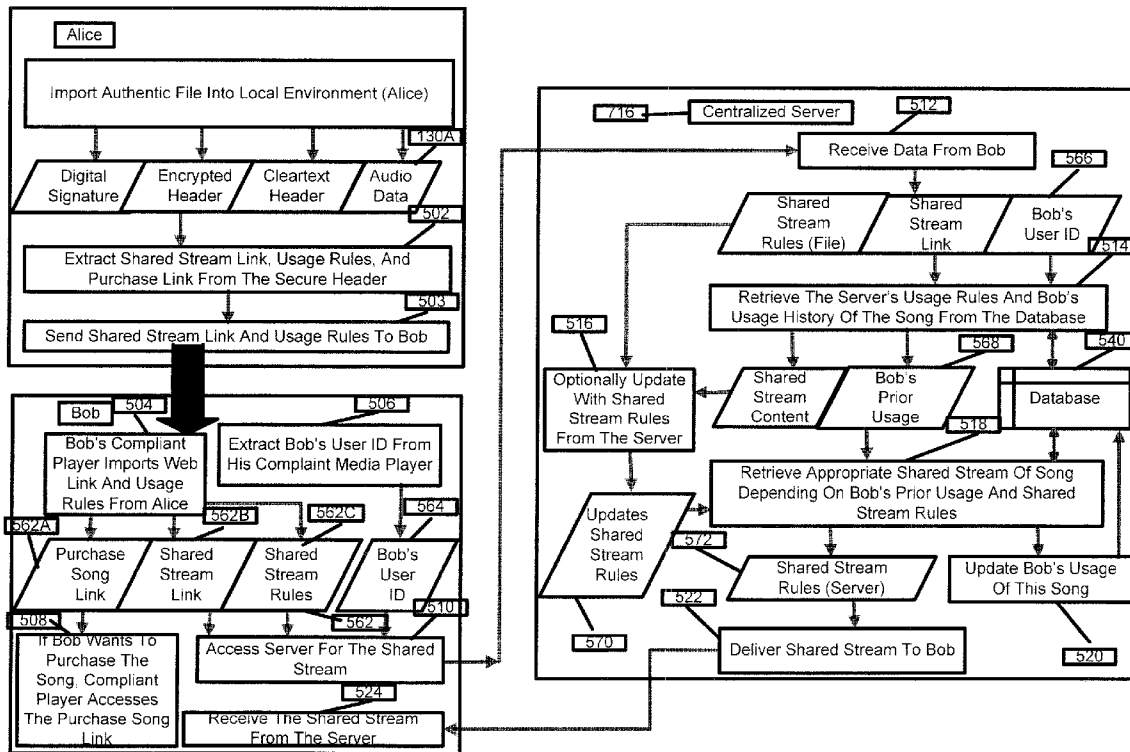 Alice
Import Authentic File Into Local Environment (Alice)
130A
Digital
Signature
Encrypted
Header
Cleartext
Header
Audio
Data
502
Extract Shared Stream Link, Usage Rules, And
Purchase Link From The Secure Header
503
Send Shared Stream Link And Usage Rules To Bob
Bob
504
506
Bob's Compliant
Player Imports Web
Link And Usage
Rules From Alice
Extract Bob's User ID From
His Complaint Media Player
562A
562B
562C
564
Purchase
Song
Link
Shared
Stream
Link
Shared
Stream
Rules
Bob's
User
ID
508
562
510
If Bob Wants To
Purchase The
Song, Compliant
Player Accesses
The Purchase Song
Link
Access Server For The Shared
Stream
524
Receive The Shared Stream
From The Server
716
Centralized Server
512
Receive Data From Bob
566
Shared
Stream
Rules (File)
Shared
Stream
Link
Bob's
User ID
514
Retrieve The Server's Usage Rules And Bob's
Usage History Of The Song From The Database
516
568
540
Optionally Update
With Shared
Stream Rules
From The Server
Shared
Stream
Content
Bob's
Prior
Usage
Database
518
Retrieve Appropriate Shared Stream Of Song
Depending On Bob's Prior Usage And Shared
Stream Rules
Updates
Shared
Stream
Rules
572
Shared Stream
Rules (Server)
Update Bob's Usage
Of This Song
522
570
Deliver Shared Stream To Bob
520